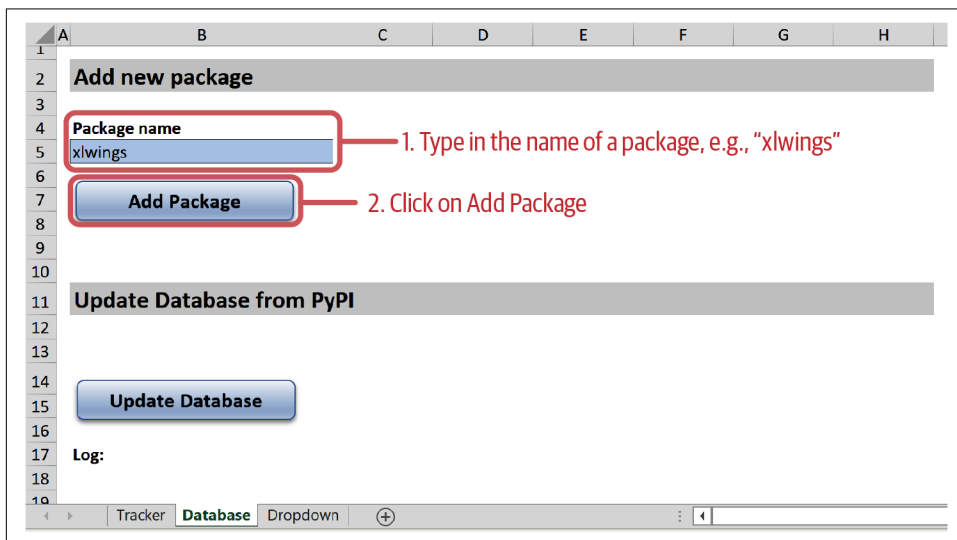 A B C D E F G H
1
2 Add new package
3
4 Package name
5 xlwings
1. Type in the name of a package, e.g., “xlwings”
6
7 Add Package
2. Click on Add Package
8
9
10
11 Update Database from PyPI
12
13
14
15 Update Database
16
17 Log:
18
19
Tracker Database Dropdown